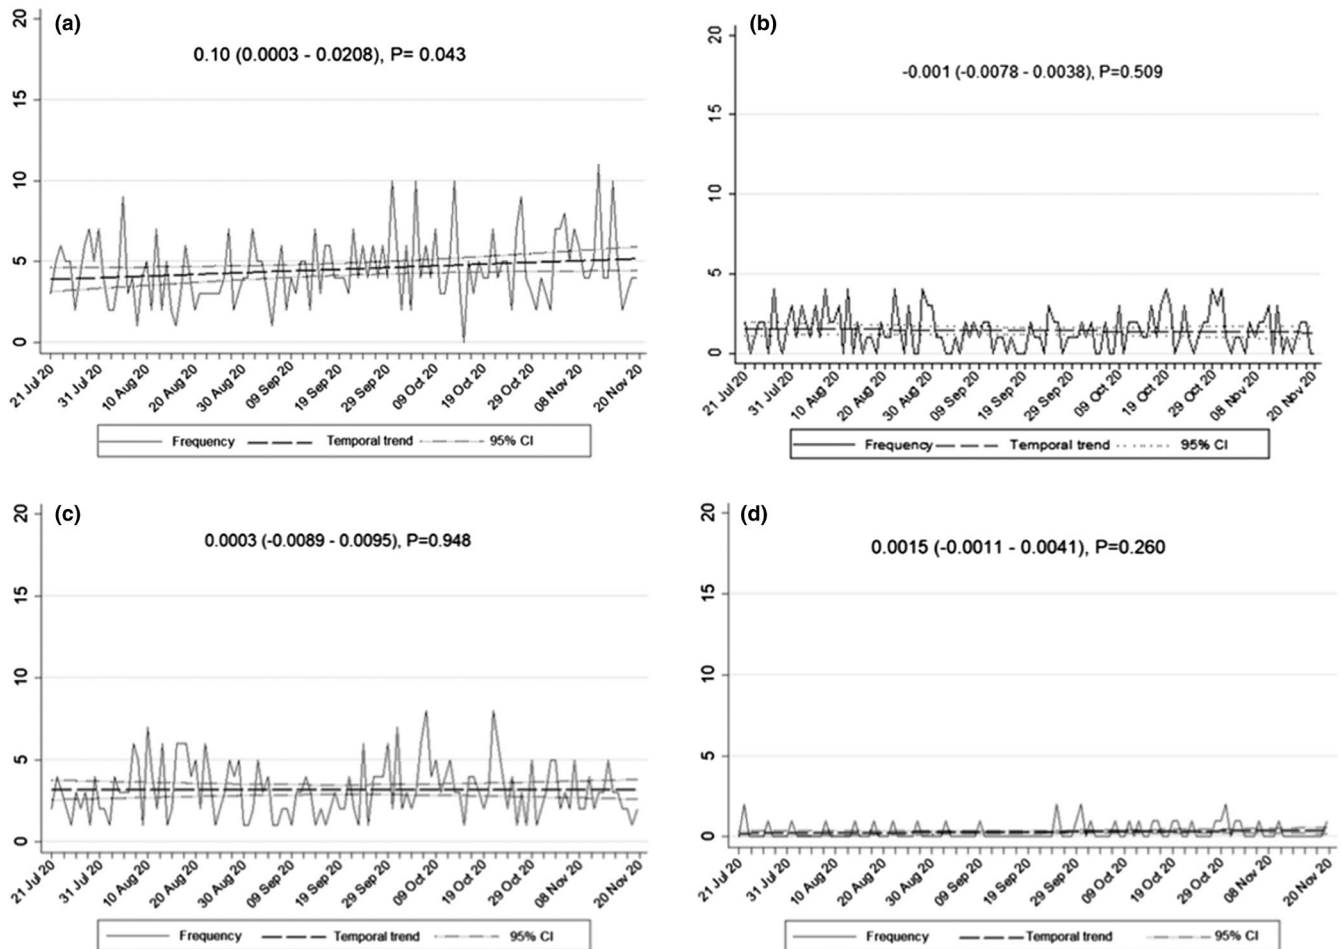 (a)
0.10 (0.0003 - 0.0208), P= 0.043
20
15
10
5
0
21 Jul 20 31 Jul 20 10 Aug 20 20 Aug 20 30 Aug 20 09 Sep 20 19 Sep 20 29 Sep 20 09 Oct 20 19 Oct 20 29 Oct 20 08 Nov 20 20 Nov 20
Frequency Temporal trend 95% CI
(b)
-0.001 (-0.0078 - 0.0038), P=0.509
20
15
10
5
0
21 Jul 20 31 Jul 20 10 Aug 20 20 Aug 20 30 Aug 20 09 Sep 20 19 Sep 20 29 Sep 20 09 Oct 20 19 Oct 20 29 Oct 20 08 Nov 20 20 Nov 20
Frequency Temporal trend 95% CI
(c)
0.0003 (-0.0089 - 0.0095), P=0.948
20
15
10
5
0
21 Jul 20 31 Jul 20 10 Aug 20 20 Aug 20 30 Aug 20 09 Sep 20 19 Sep 20 29 Sep 20 09 Oct 20 19 Oct 20 29 Oct 20 08 Nov 20 20 Nov 20
Frequency Temporal trend 95% CI
(d)
0.0015 (-0.0011 - 0.0041), P=0.260
20
15
10
5
0
21 Jul 20 31 Jul 20 10 Aug 20 20 Aug 20 30 Aug 20 09 Sep 20 19 Sep 20 29 Sep 20 09 Oct 20 19 Oct 20 29 Oct 20 08 Nov 20 20 Nov 20
Frequency Temporal trend 95% CI